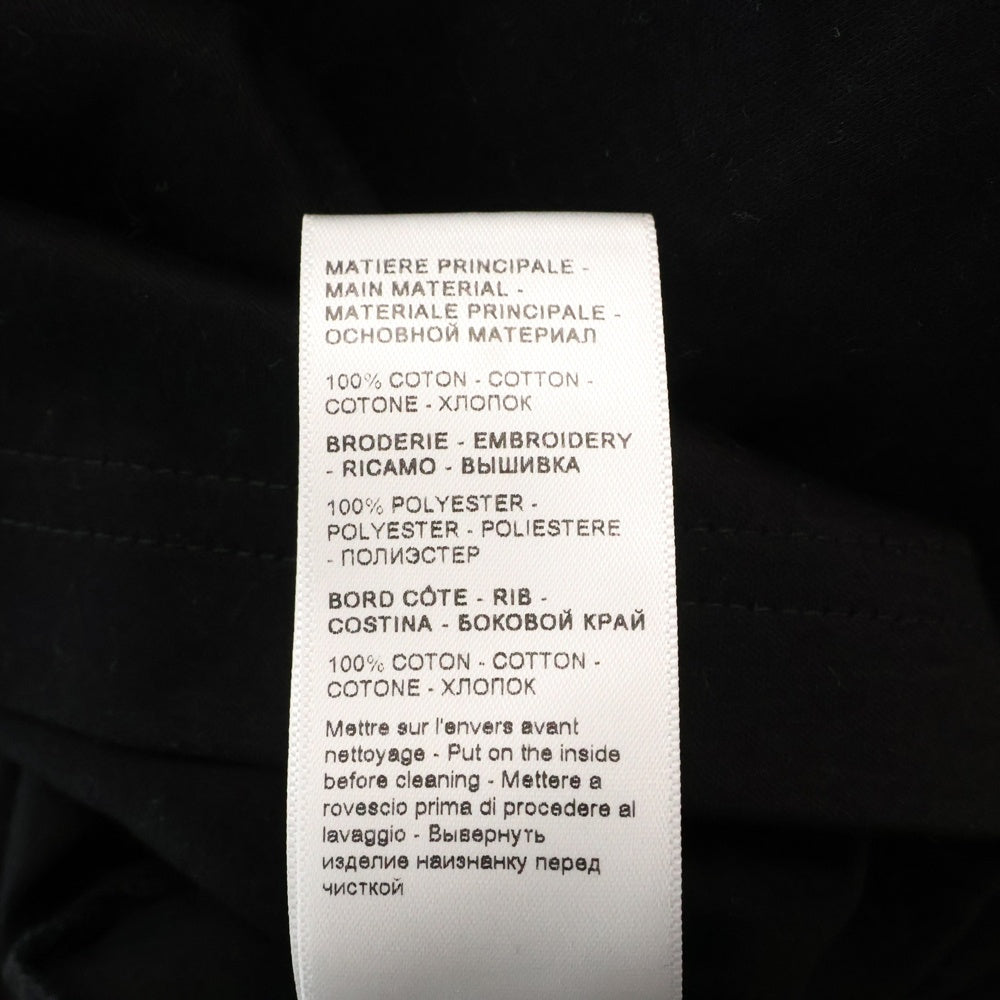 MATIERE PRINCIPALE -
MAIN MATERIAL -
MATERIALE PRINCIPALE -
ОСНОВНОЙ МАТЕРИАЛ
100% COTON - COTTON -
COTONE - ХЛОПОК
BRODERIE - EMBROIDERY
- RICAMO - ВЫШИВКА
100% POLYESTER -
POLYESTER - POLIESTERE
- ПОЛИЭСТЕР
BORD CÔTE - RIB -
COSTINA - БОКОВОЙ КРАЙ
100% COTON - COTTON -
COTONE - ХЛОПОК
Mettre sur l'envers avant
nettoyage - Put on the inside
before cleaning - Mettere a
rovescio prima di procedere al
lavaggio - Вывернуть
изделие наизнанку перед
чисткой